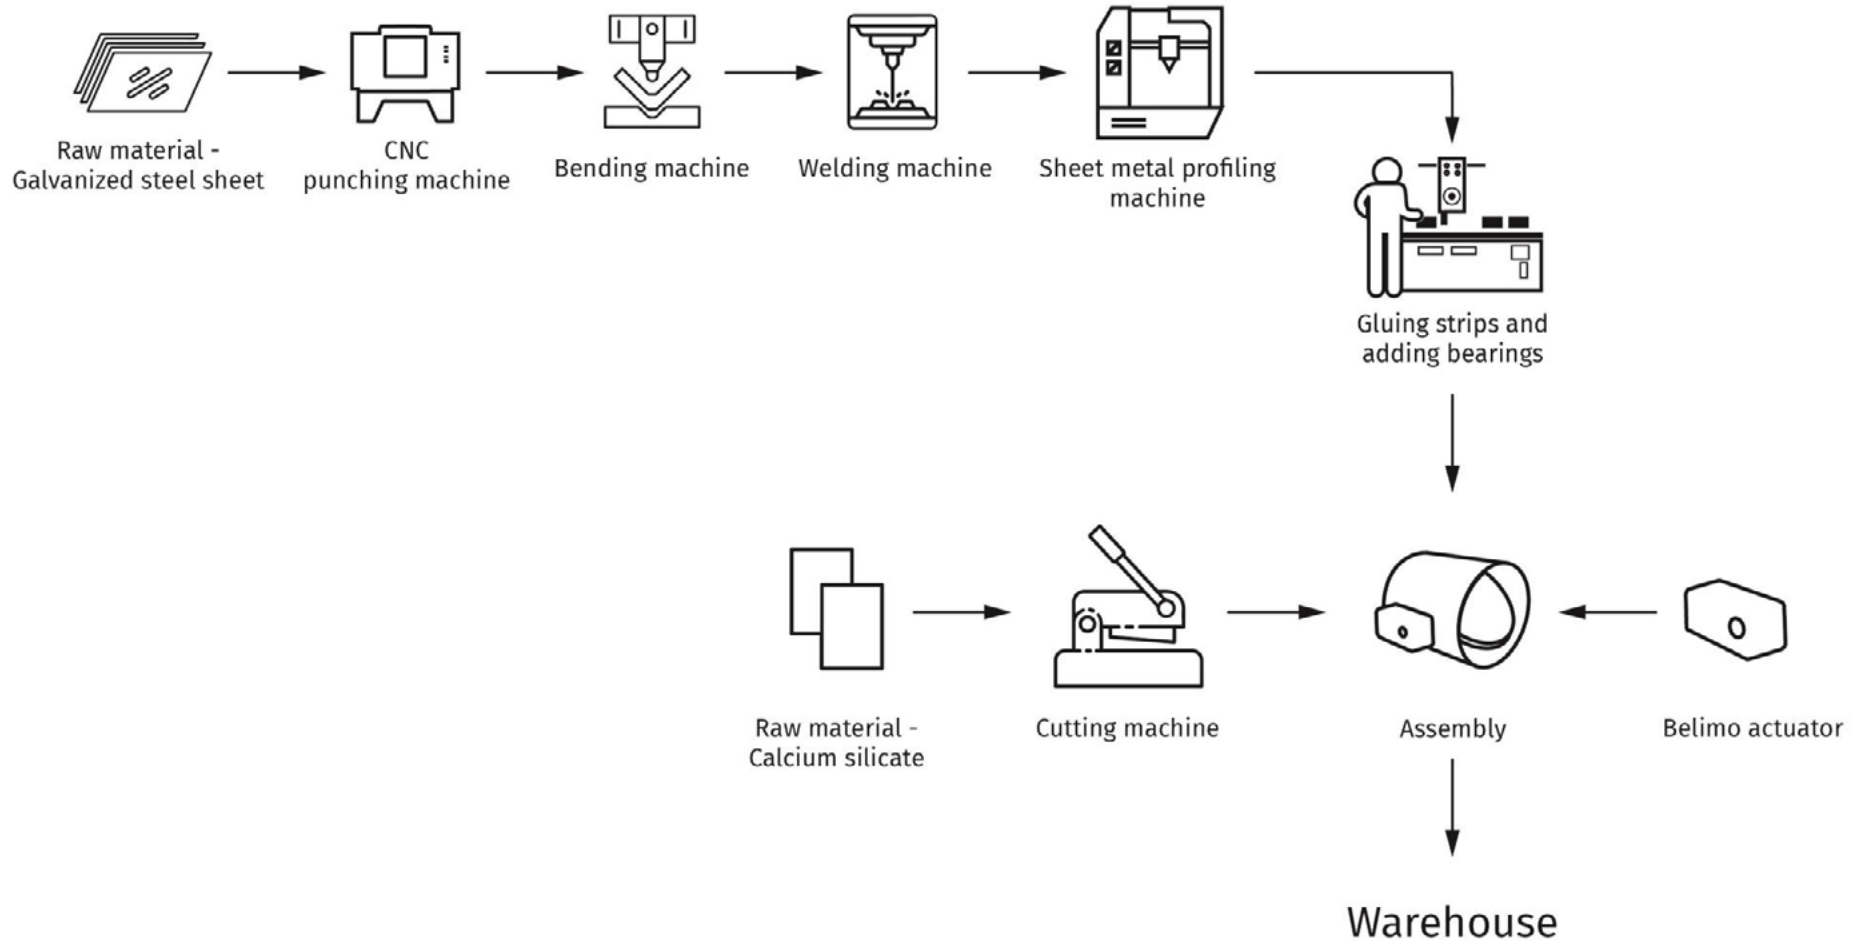 Raw material -
Galvanized steel sheet
CNC
punching machine
Bending machine
Welding machine
Sheet metal profiling
machine
Gluing strips and
adding bearings
Raw material -
Calcium silicate
Cutting machine
Assembly
Belimo actuator
Warehouse